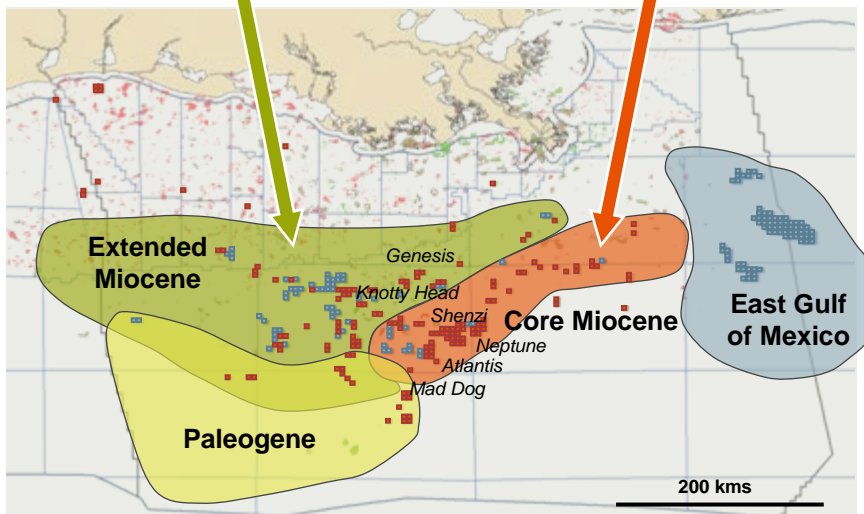 Extended
Miocene
Genesis
Knotty Head
Shenzi
Core Miocene
Neptune
Atlantis
Mad Dog
East Gulf
of Mexico
Paleogene
200 kms